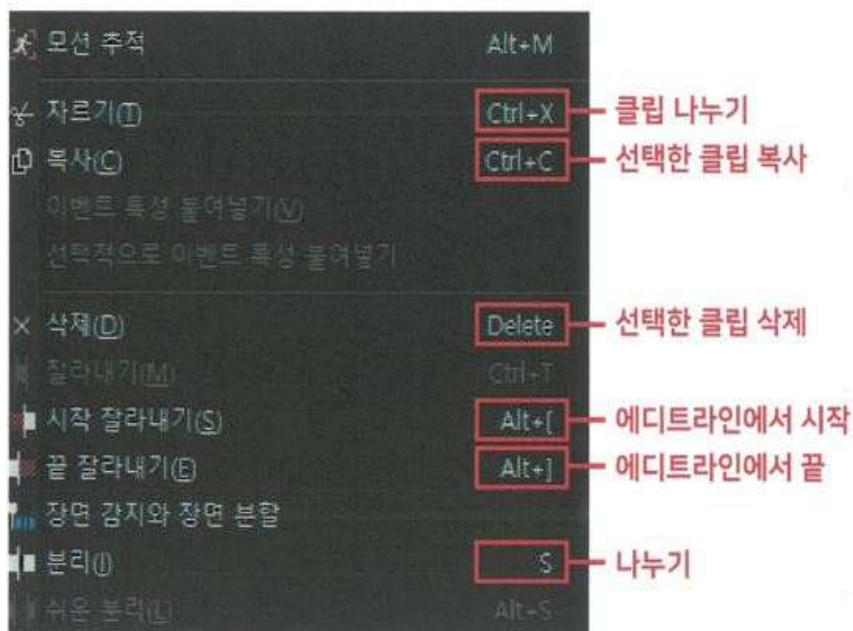 모션 추적 Alt+M
자르기(T) Ctrl+X 클립 나누기
복사(C) Ctrl+C 선택한 클립 복사
이벤트 특성 붙여넣기(V)
선택적으로 이벤트 특성 붙여넣기
삭제(D) Delete 선택한 클립 삭제
잘라내기(M) Ctrl+T
시작 잘라내기(S) Alt+[ 에디트라인에서 시작
끝 잘라내기(E) Alt+] 에디트라인에서 끝
장면 감지와 장면 분할
분리(I) S 나누기
쉬운 분리(L) Alt+S